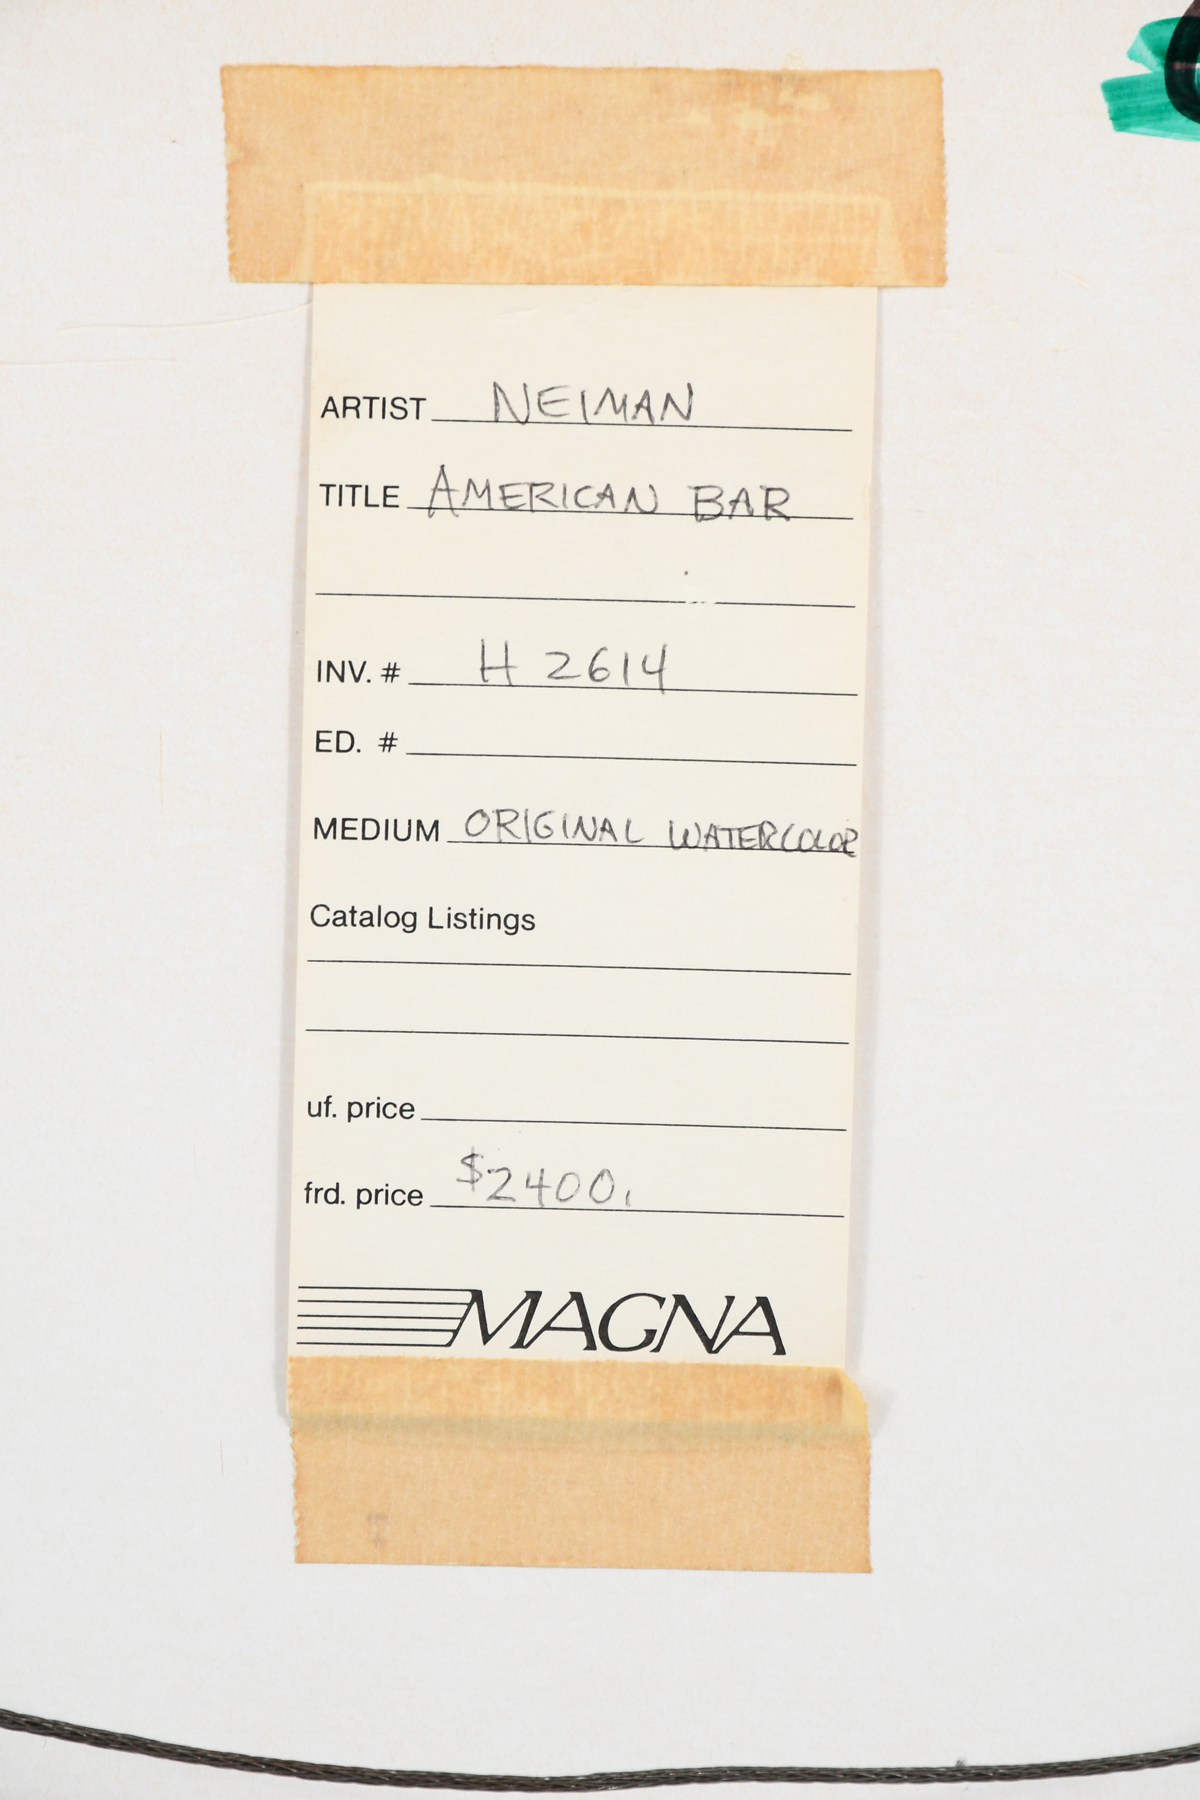 ARTIST NEIMAN
TITLE AMERICAN BAR
INV. # H 2614
ED. #
MEDIUM ORIGINAL WATERCOLOR
Catalog Listings
uf. price
frd. price $2400.
MAGNA